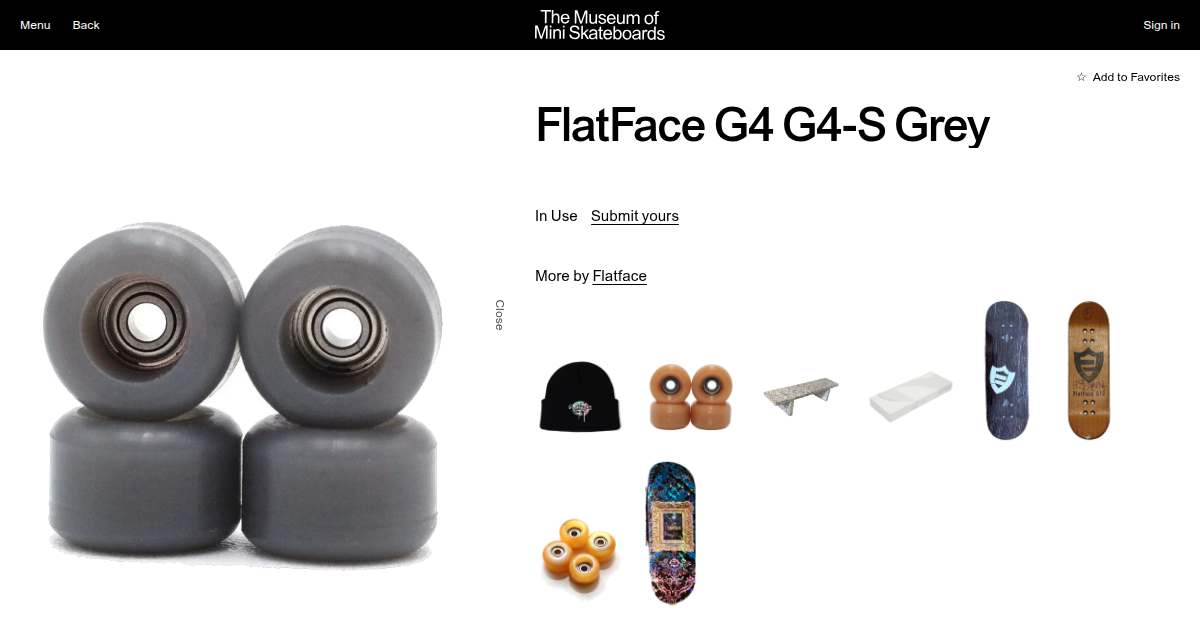 Menu
Back
The Museum of
Mini Skateboards
Sign in
☆ Add to Favorites
FlatFace G4 G4-S Grey
In Use
Submit yours
Close
More by Flatface